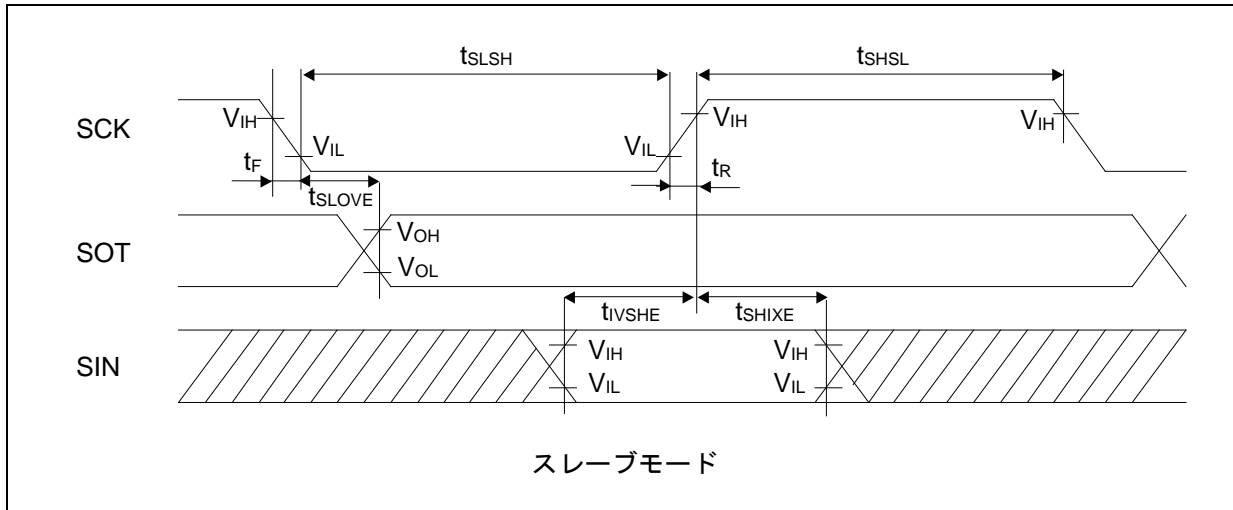 tSLSH
tSHSL
SCK
VIH
VIL
VIL
VIH
VIH
tF
tSLOVE
tR
SOT
VOH
VOL
tIVSHE
tSHIXE
SIN
VIH
VIL
VIH
VIL
スレーブモード